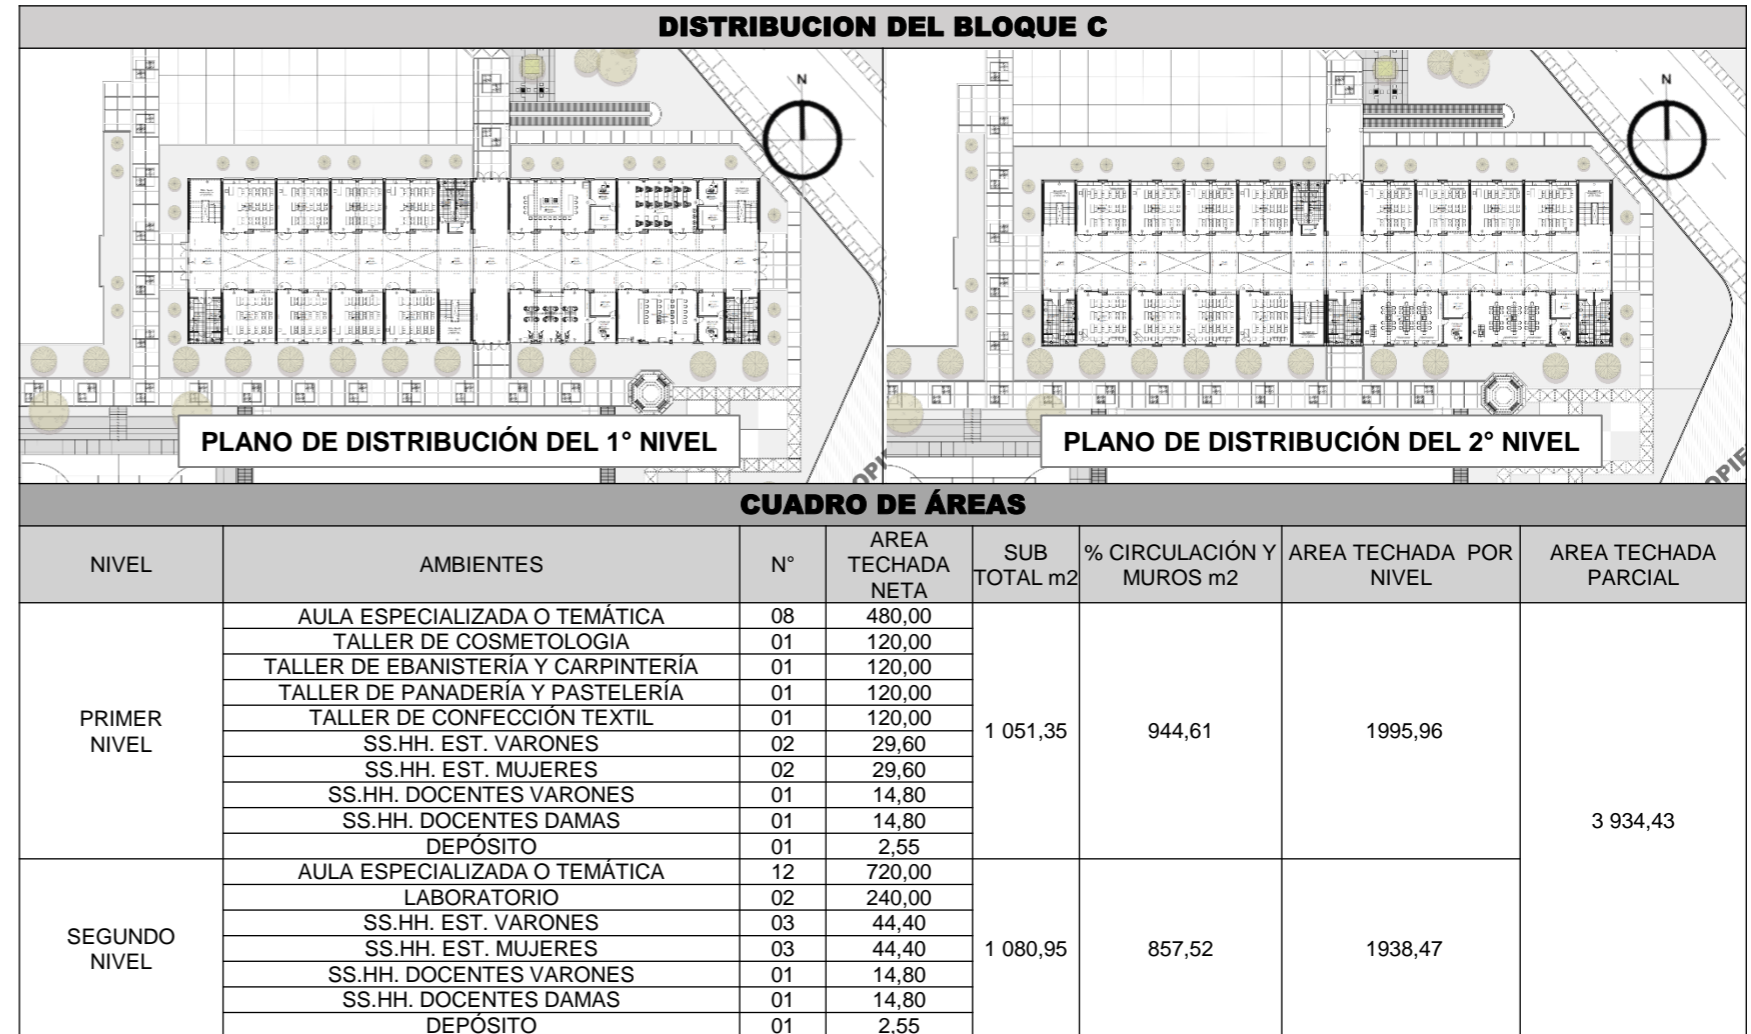 DISTRIBUCION DEL BLOQUE C
N
N
PLANO DE DISTRIBUCIÓN DEL 1° NIVEL
PLANO DE DISTRIBUCIÓN DEL 2° NIVEL
CUADRO DE ÁREAS
NIVEL
AMBIENTES
N°
AREA
TECHADA
NETA
SUB
TOTAL m2
% CIRCULACIÓN Y
MUROS m2
AREA TECHADA POR
NIVEL
AREA TECHADA
PARCIAL
PRIMER
NIVEL
AULA ESPECIALIZADA O TEMÁTICA 08 480,00
TALLER DE COSMETOLOGIA 01 120,00
TALLER DE EBANISTERÍA Y CARPINTERÍA 01 120,00
TALLER DE PANADERÍA Y PASTELERÍA 01 120,00
TALLER DE CONFECCIÓN TEXTIL 01 120,00
SS.HH. EST. VARONES 02 29,60
SS.HH. EST. MUJERES 02 29,60
SS.HH. DOCENTES VARONES 01 14,80
SS.HH. DOCENTES DAMAS 01 14,80
DEPÓSITO 01 2,55
1 051,35
944,61
1995,96
3 934,43
SEGUNDO
NIVEL
AULA ESPECIALIZADA O TEMÁTICA 12 720,00
LABORATORIO 02 240,00
SS.HH. EST. VARONES 03 44,40
SS.HH. EST. MUJERES 03 44,40
SS.HH. DOCENTES VARONES 01 14,80
SS.HH. DOCENTES DAMAS 01 14,80
DEPÓSITO 01 2,55
1 080,95
857,52
1938,47